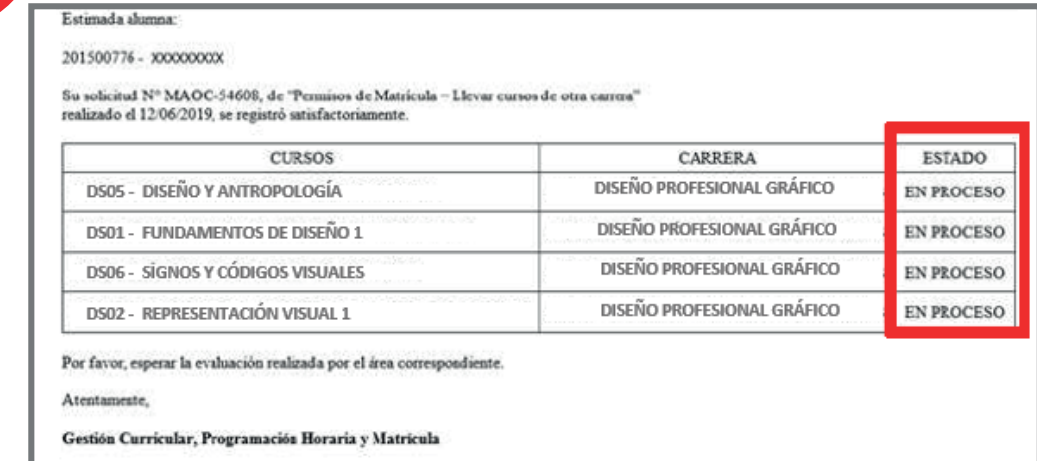 Estimada alumna:
201500776 - XXXXXXXXX
Su solicitud N° MAOC-54608, de "Permisos de Matrícula – Llevar cursos de otra carrera"
realizado el 12/06/2019, se registró satisfactoriamente.
CURSOS CARRERA ESTADO
DS05 - DISEÑO Y ANTROPOLOGÍA DISEÑO PROFESIONAL GRÁFICO EN PROCESO
DS01 - FUNDAMENTOS DE DISEÑO 1 DISEÑO PROFESIONAL GRÁFICO EN PROCESO
DS06 - SIGNOS Y CÓDIGOS VISUALES DISEÑO PROFESIONAL GRÁFICO EN PROCESO
DS02 - REPRESENTACIÓN VISUAL 1 DISEÑO PROFESIONAL GRÁFICO EN PROCESO
Por favor, esperar la evaluación realizada por el área correspondiente.
Atentamente,
Gestión Curricular, Programación Horaria y Matrícula